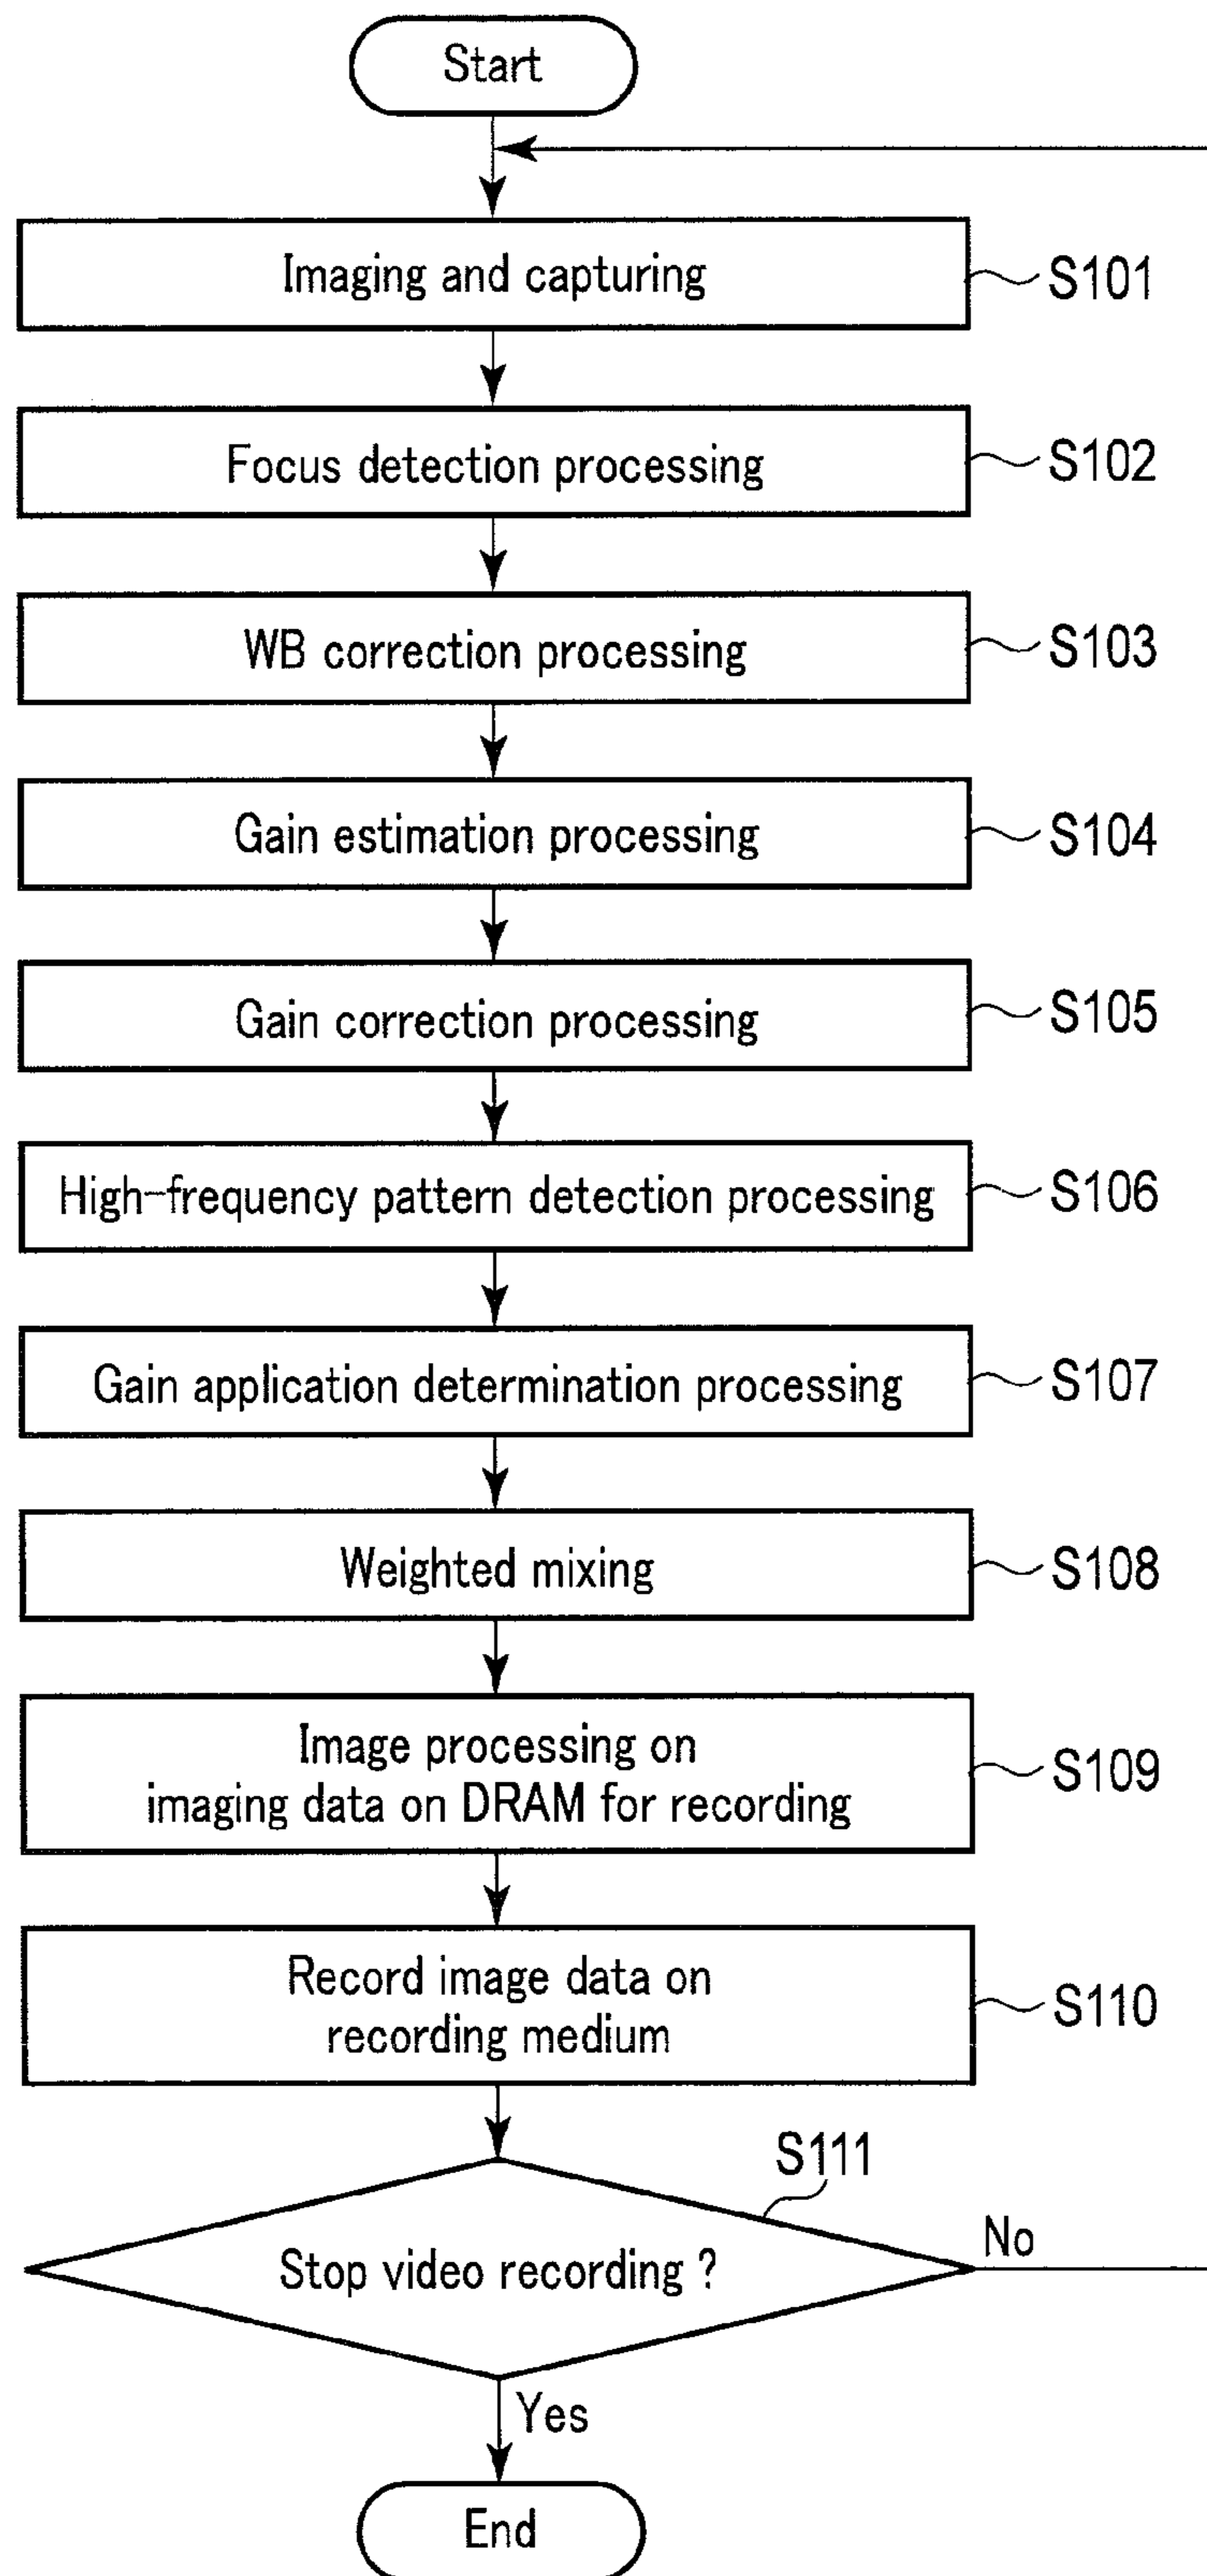 Start
Imaging and capturing
S101
Focus detection processing
S102
WB correction processing
S103
Gain estimation processing
S104
Gain correction processing
S105
High-frequency pattern detection processing
S106
Gain application determination processing
S107
Weighted mixing
S108
Image processing on
imaging data on DRAM for recording
S109
Record image data on
recording medium
S110
S111
Stop video recording ?
No
Yes
End